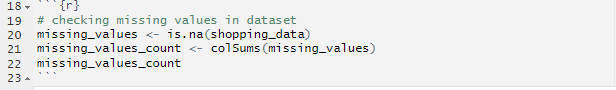 18 ```{r}
19 # checking missing values in dataset
20 missing_values <- is.na(shopping_data)
21 missing_values_count <- colSums(missing_values)
22 missing_values_count
23 ```